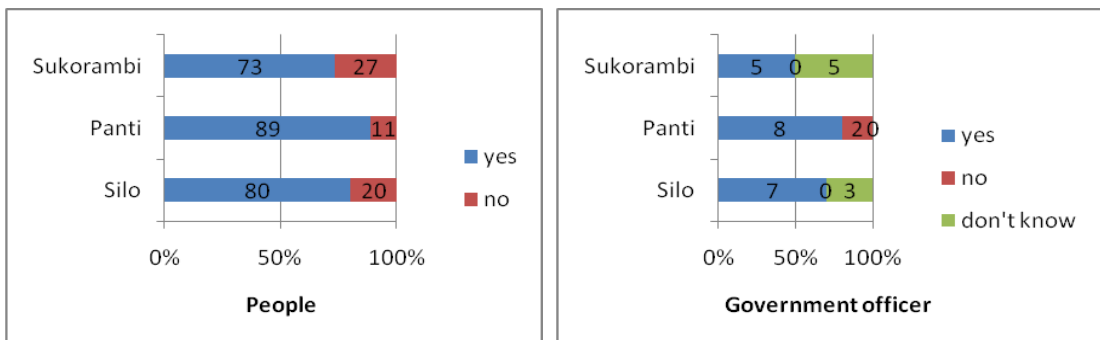 Sukorambi
73 27
Panti
89 11
Silo
80 20
0% 50% 100%
People
yes
no
Sukorambi
5 0 5
Panti
8 2 0
Silo
7 0 3
0% 50% 100%
Government officer
yes
no
don't know